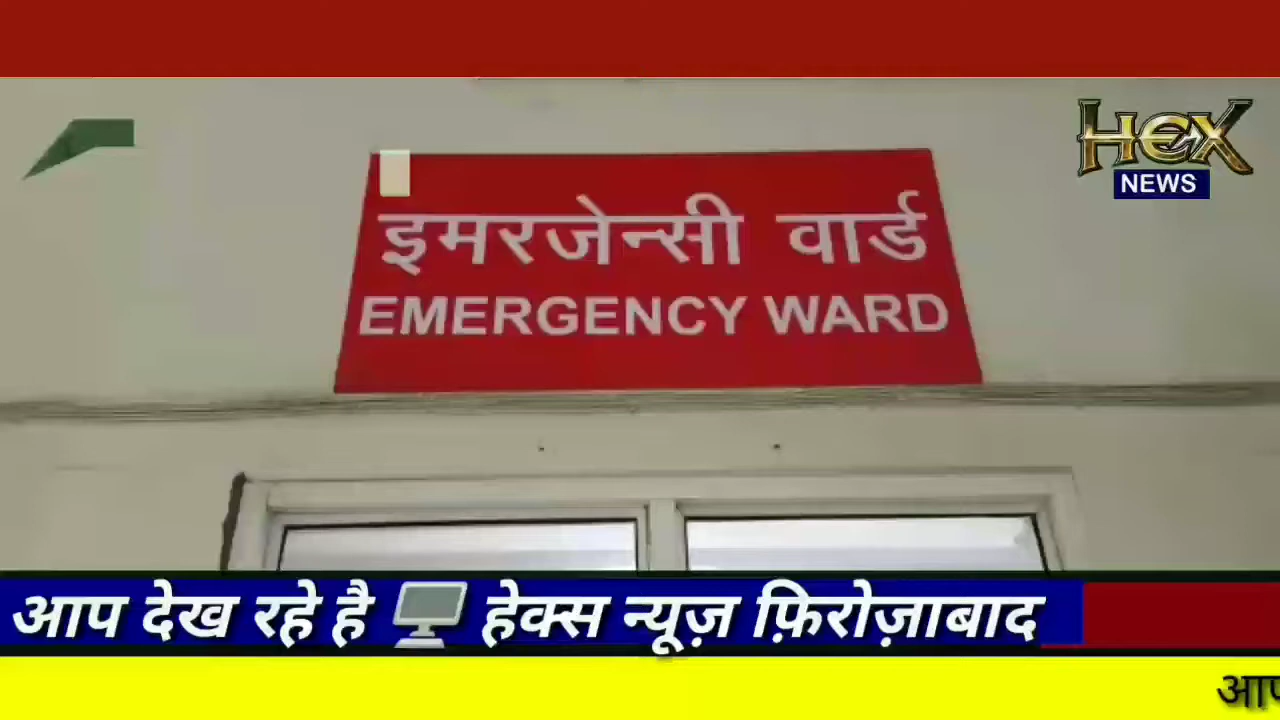 HEX
NEWS
इमरजेन्सी वार्ड
EMERGENCY WARD
आप देख रहे है 🖥️ हेक्स न्यूज़ फ़िरोज़ाबाद